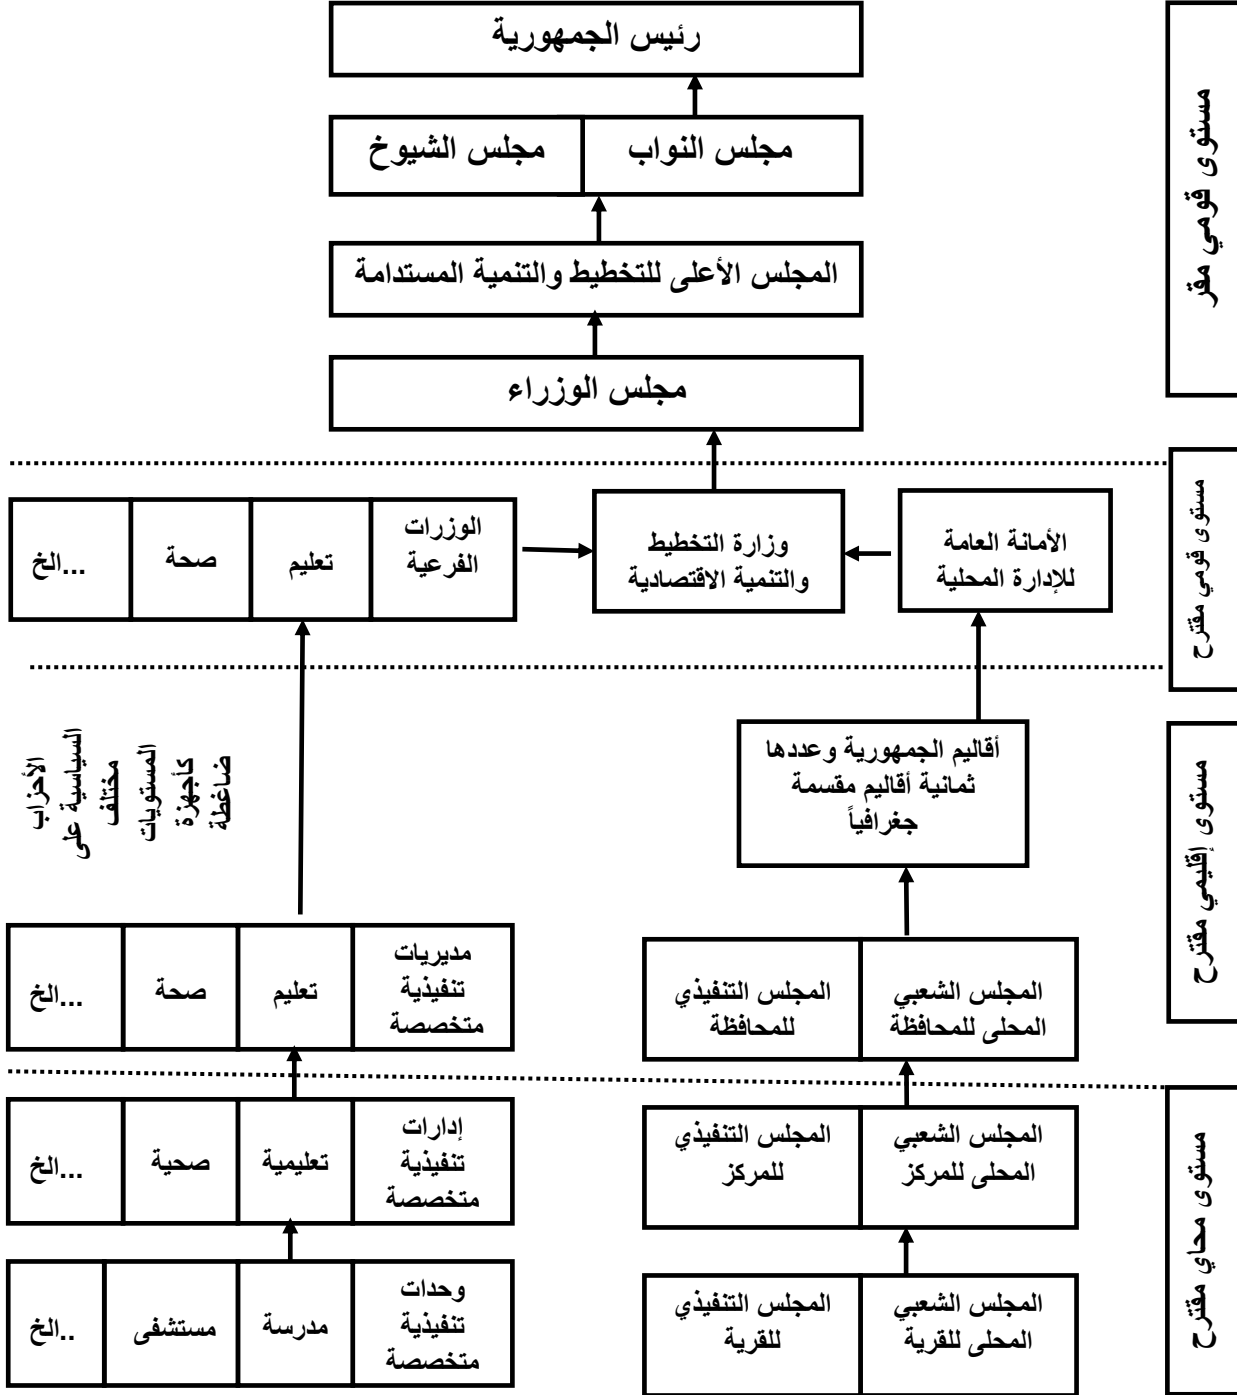 رئيس الجمهورية
مجلس النواب
مجلس الشيوخ
المجلس الأعلى للتخطيط والتنمية المستدامة
مجلس الوزراء
مستوى قومي مقر
الأمانة العامة
للإدارة المحلية
وزارة التخطيط
والتنمية الاقتصادية
الوزرات
الفرعية
تعليم
صحة
...الخ
مستوى قومي مقترح
أقاليم الجمهورية وعددها
ثمانية أقاليم مقسمة
جغرافياً
الأحزاب
السياسية على
مختلف
المستويات
كأجهزة
ضاغطة
مستوى إقليمي مقترح
المجلس الشعبي
المحلى للمحافظة
المجلس التنفيذي
للمحافظة
مديريات
تنفيذية
متخصصة
تعليم
صحة
...الخ
المجلس الشعبي
المحلى للمركز
المجلس التنفيذي
للمركز
إدارات
تنفيذية
متخصصة
تعليمية
صحية
...الخ
مستوى محاي مقترح
المجلس الشعبي
المحلى للقرية
المجلس التنفيذي
للقرية
وحدات
تنفيذية
متخصصة
مدرسة
مستشفى
..الخ